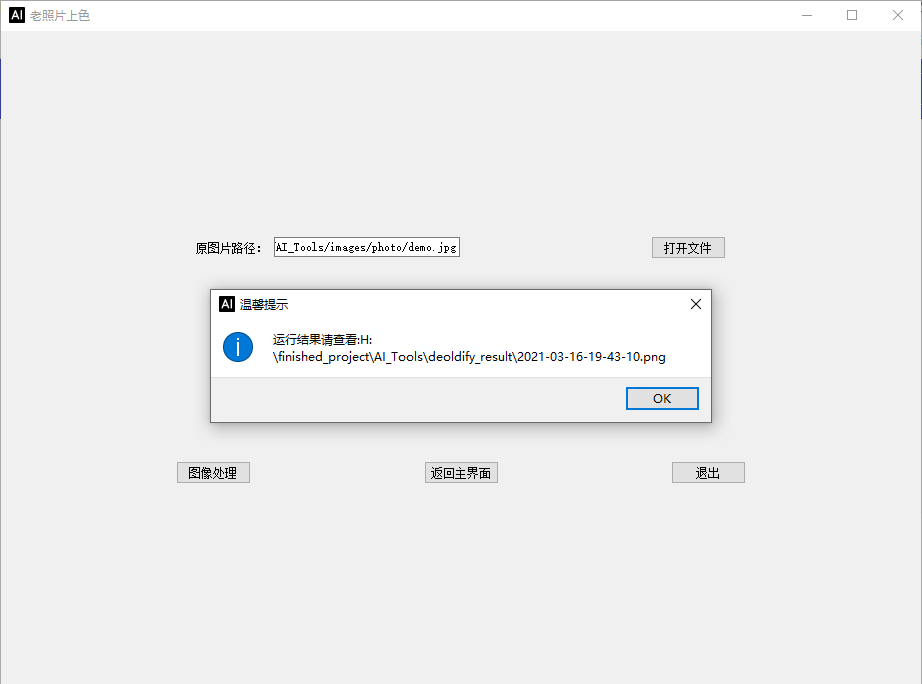 AI 老照片上色
原图片路径： AI_Tools/images/photo/demo.jpg 打开文件
AI 温馨提示
运行结果请查看:H:
\finished_project\AI_Tools\deoldify_result\2021-03-16-19-43-10.png
OK
图像处理 返回主界面 退出